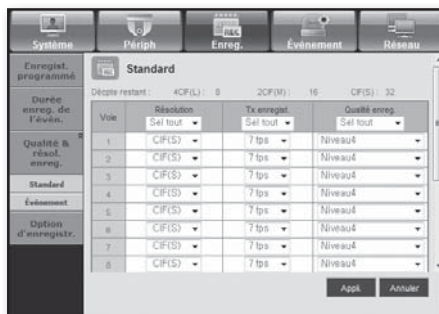 Système Périph Enreg. Événement Réseau
Enregist. programmé
Durée enreg. de l'évén.
Qualité & résol. enreg.
Standard
Évènement
Option d'enregistr.
REC
Standard
Décpte restant : 4CIF(L) : 8 2CIF(M) : 16 CIF(S) : 32
Voie Résolution Tx enregist. Qualité enreg.
Sel tout Sel tout Sel tout
1 CIF(S) 7 fps Niveau4
2 CIF(S) 7 fps Niveau4
3 CIF(S) 7 fps Niveau4
4 CIF(S) 7 fps Niveau4
5 CIF(S) 7 fps Niveau4
6 CIF(S) 7 fps Niveau4
7 CIF(S) 7 fps Niveau4
8 CIF(S) 7 fps Niveau4
Appli. Annuler